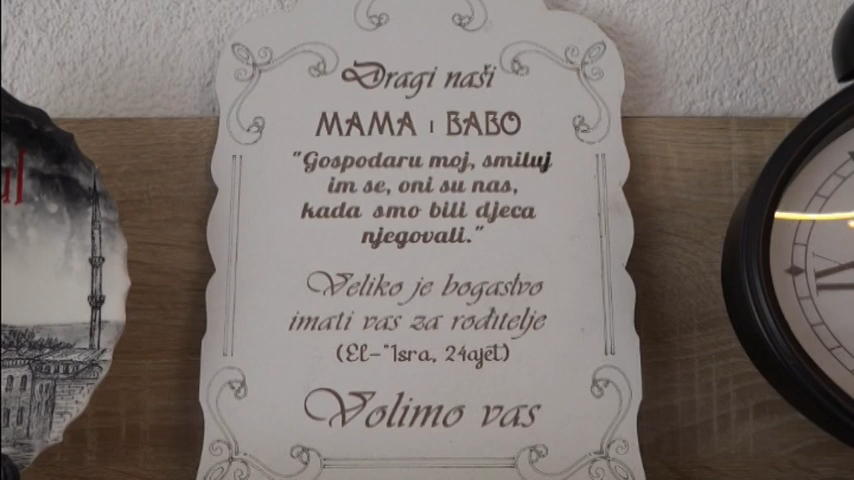 Dragi naši
MAMA I BABO
"Gospodaru moj, smiluj
im se, oni su nas,
kada smo bili djeca
njegovali."
Veliko je bogastvo
imati vas za roditelje
(El-"Isra, 24ajet)
Volimo vas